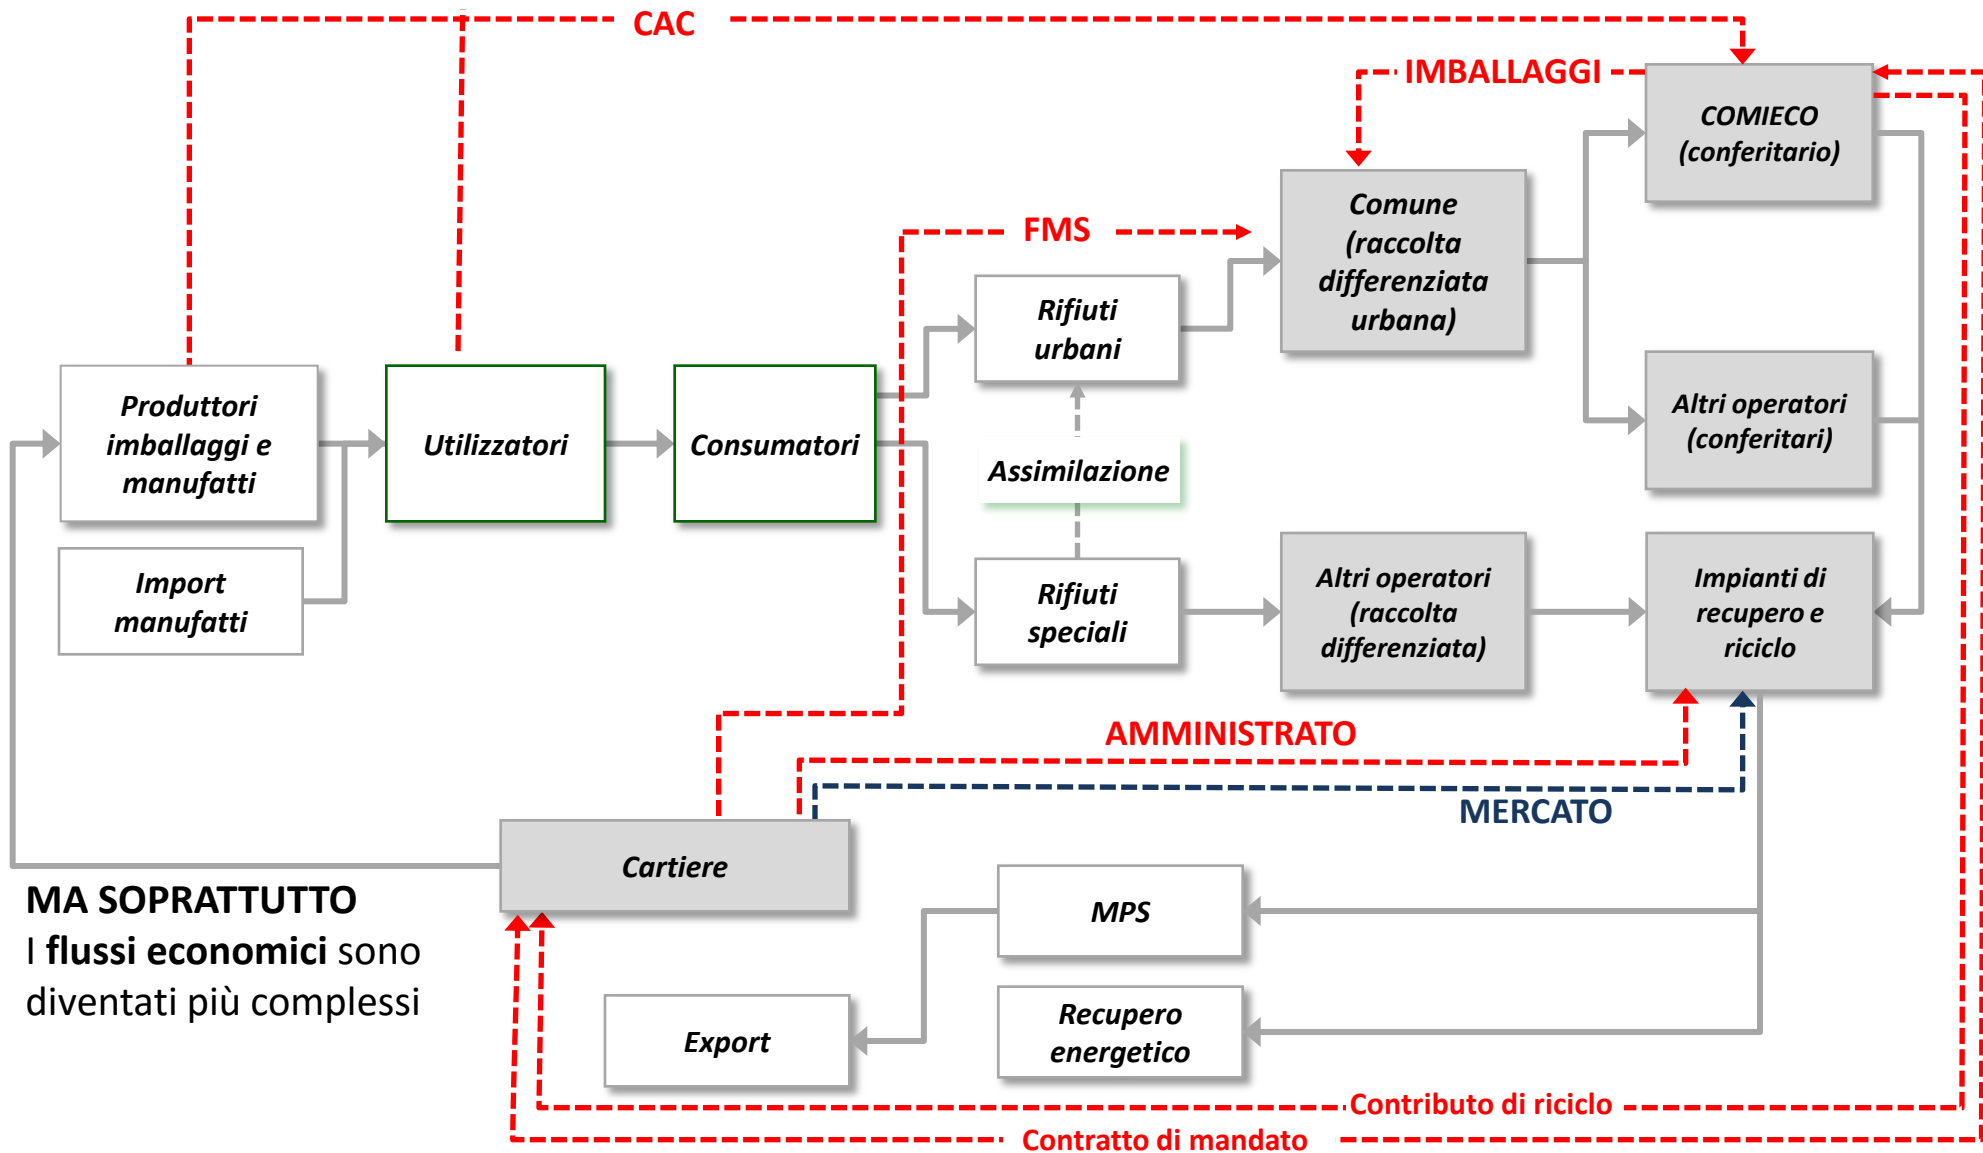 CAC
IMBALLAGGI
COMIECO
(conferitario)
Comune
(raccolta
differenziata
urbana)
FMS
Rifiuti
urbani
Produttori
imballaggi e
manufatti
Utilizzatori
Consumatori
Altri operatori
(conferitari)
Assimilazione
Import
manufatti
Rifiuti
speciali
Altri operatori
(raccolta
differenziata)
Impianti di
recupero e
riciclo
AMMINISTRATO
MERCATO
Cartiere
MA SOPRATTUTTO
I flussi economici sono
diventati più complessi
MPS
Export
Recupero
energetico
Contributo di riciclo
Contratto di mandato